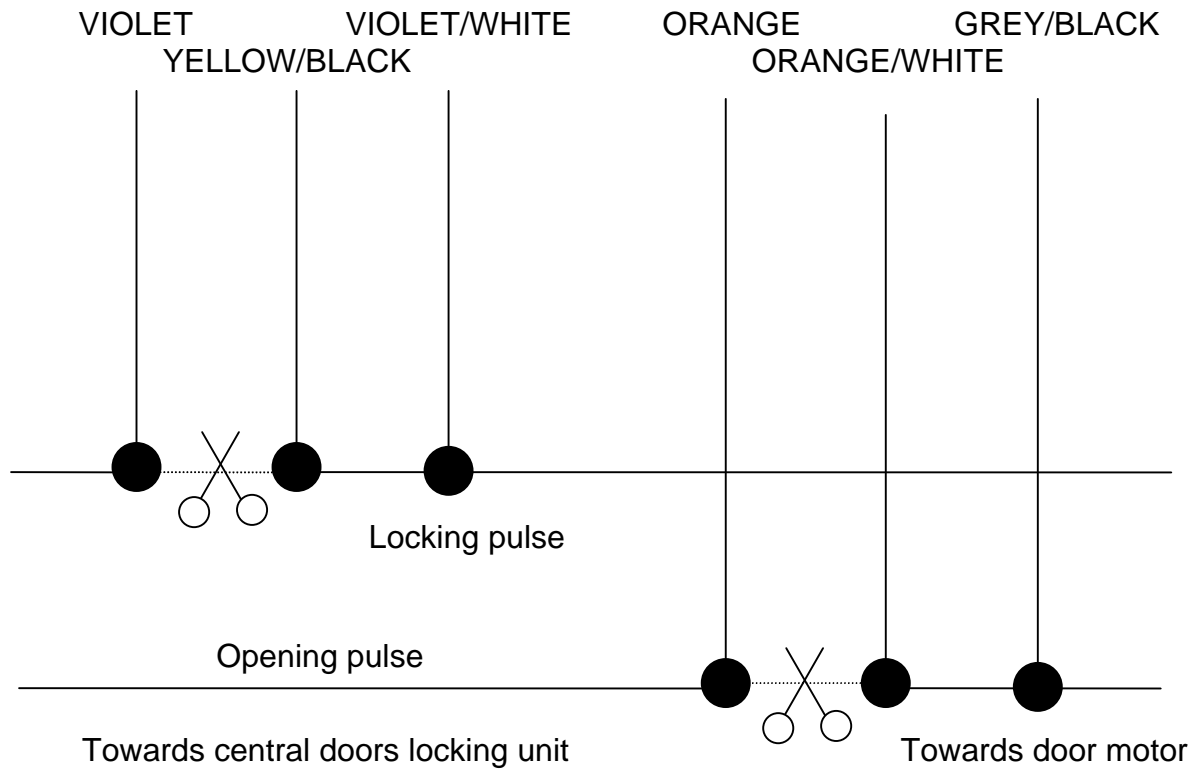 VIOLET VIOLET/WHITE ORANGE GREY/BLACK
YELLOW/BLACK ORANGE/WHITE
Locking pulse
Opening pulse
Towards central doors locking unit Towards door motor